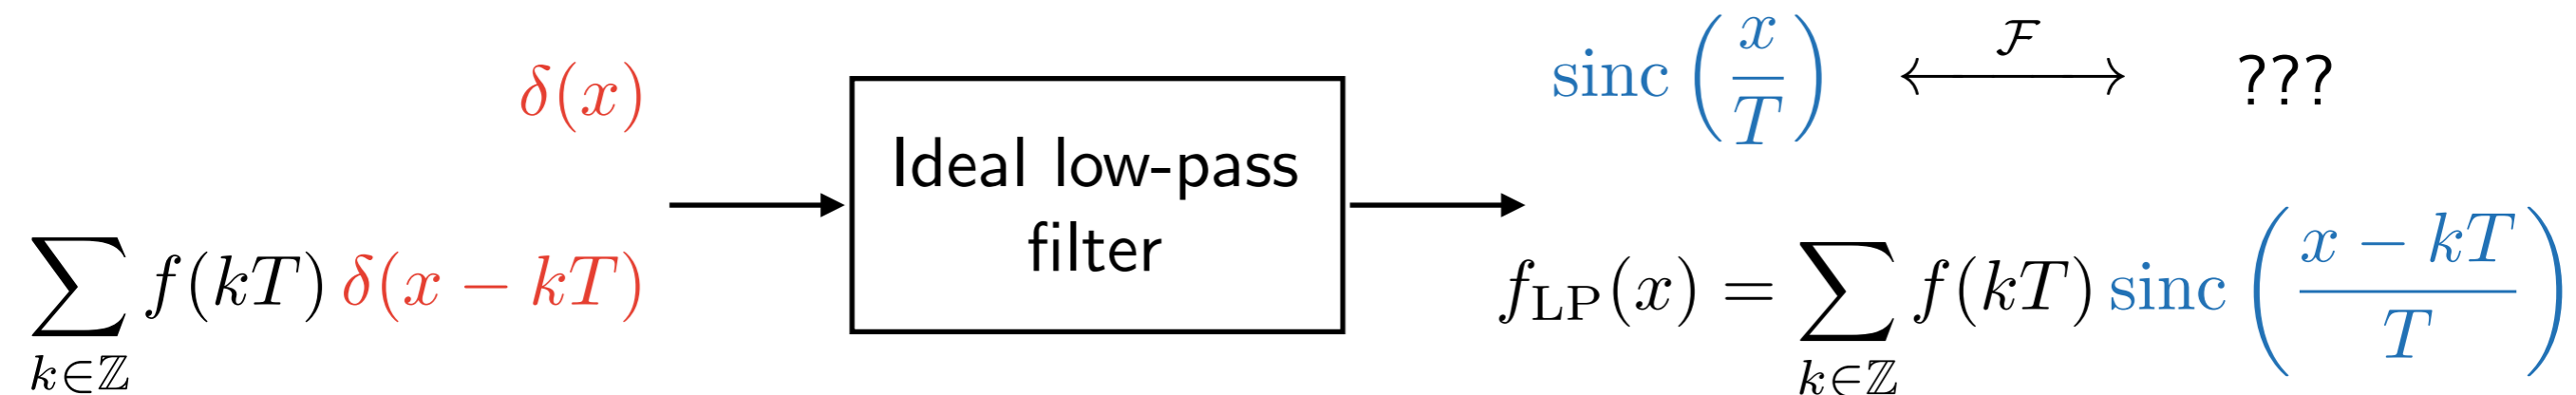 δ(x)
∑_{k∈ℤ} f(kT) δ(x − kT)
Ideal low-pass
filter
sinc(x/T) ⟷^ℱ ???
f_LP(x) = ∑_{k∈ℤ} f(kT) sinc((x − kT)/T)